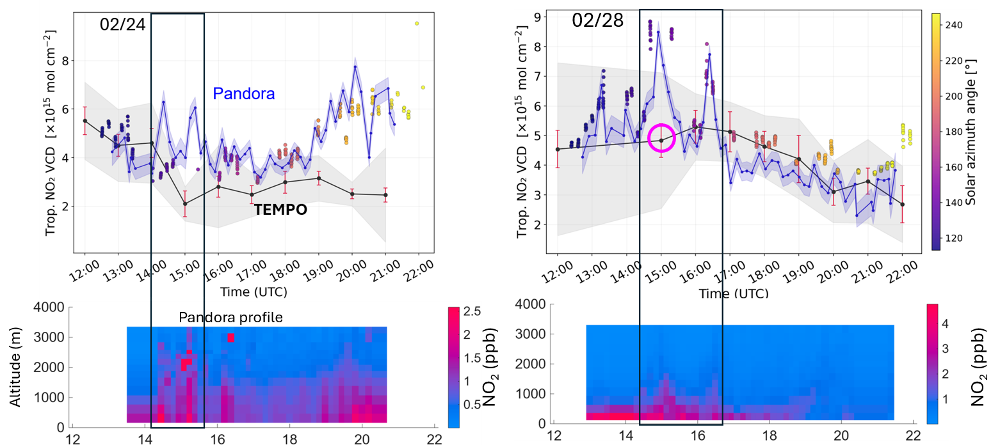 02/24
Trop. NO₂ VCD [×10¹⁵ mol cm⁻²]
8
6
4
2
Pandora
TEMPO
12:00 13:00 14:00 15:00 16:00 17:00 18:00 19:00 20:00 21:00 22:00
Time (UTC)
02/28
Trop. NO₂ VCD [×10¹⁵ mol cm⁻²]
9
8
7
6
5
4
3
2
12:00 13:00 14:00 15:00 16:00 17:00 18:00 19:00 20:00 21:00 22:00
Time (UTC)
240
220
200
180
160
140
120
Solar azimuth angle [°]
Pandora profile
Altitude (m)
4000
3000
2000
1000
0
12 14 16 18 20 22
2.5
2
1.5
1
0.5
NO₂ (ppb)
4000
3000
2000
1000
0
12 14 16 18 20 22
4
3
2
1
NO₂ (ppb)